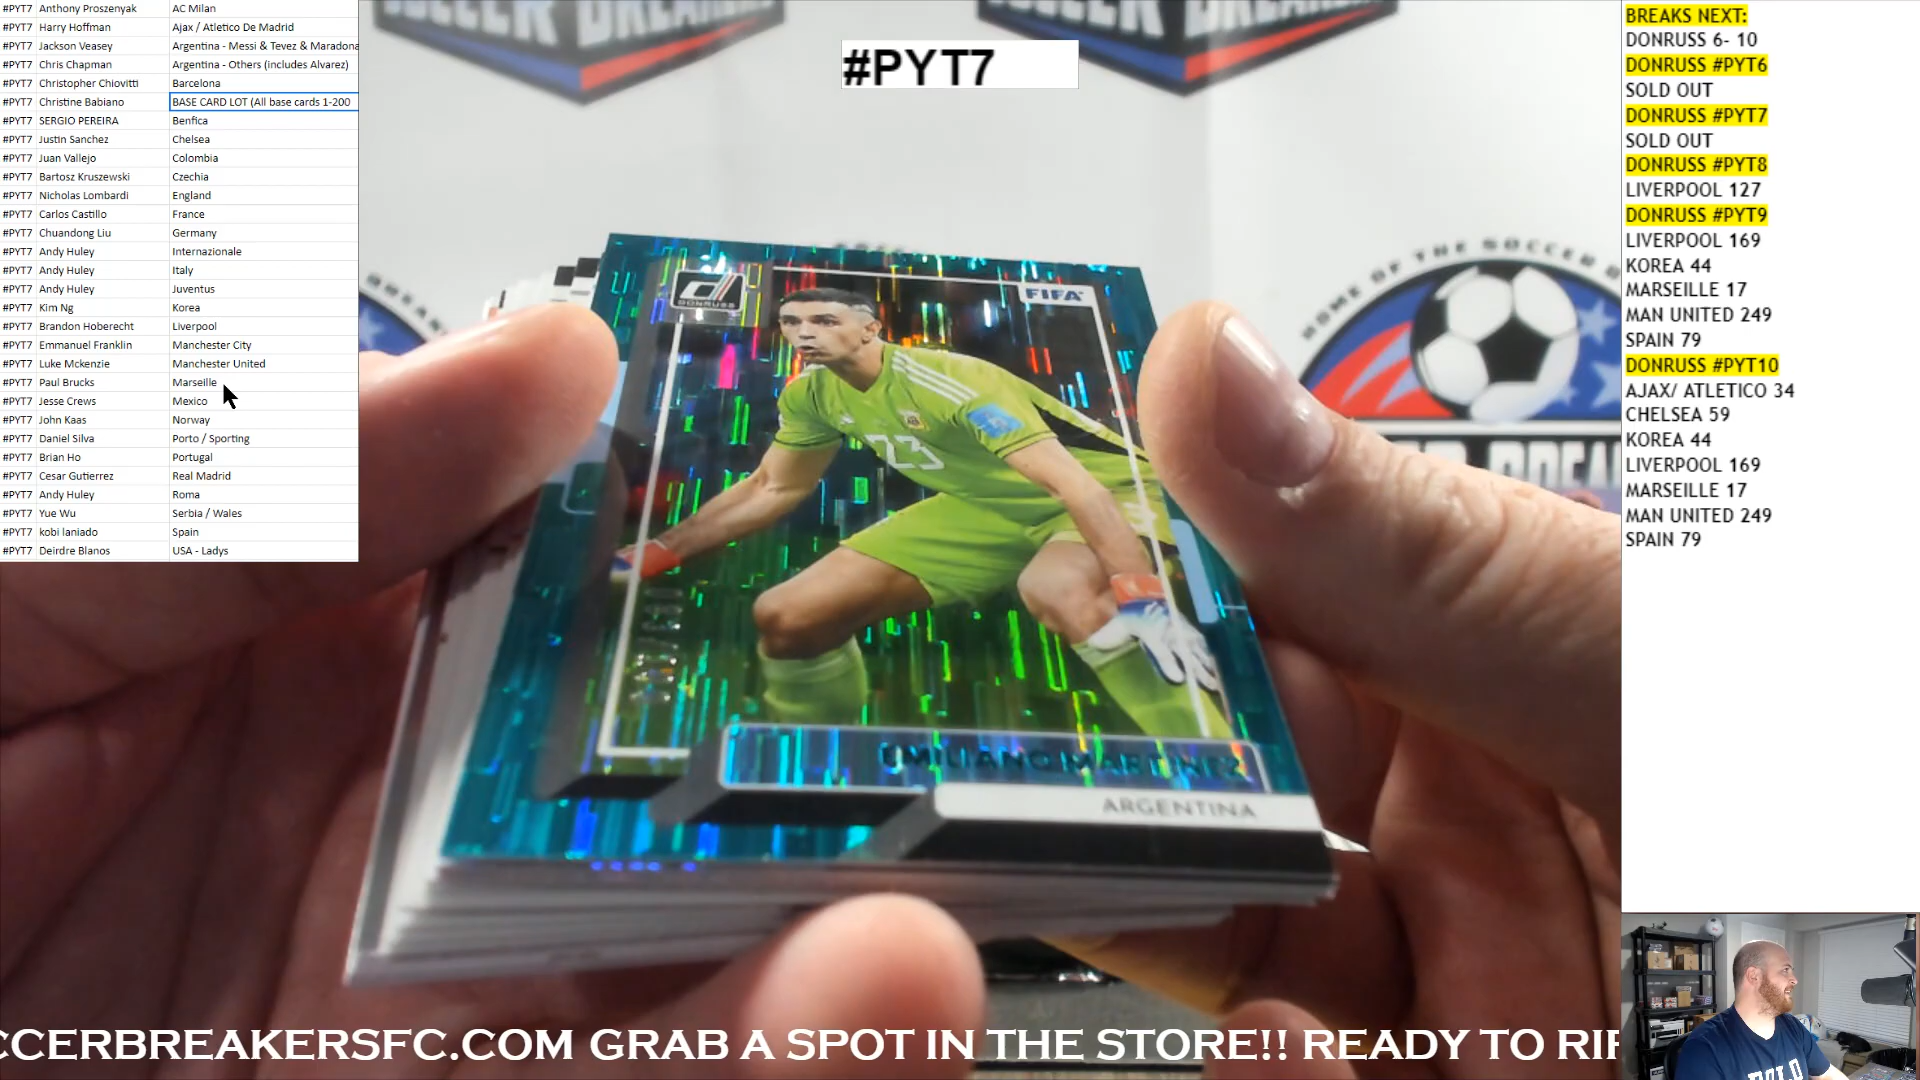 #PYT7 Anthony Proszenyak AC Milan
#PYT7 Harry Hoffman Ajax / Atletico De Madrid
#PYT7 Jackson Veasey Argentina - Messi & Tevez & Maradona
#PYT7 Chris Chapman Argentina - Others (includes Alvarez)
#PYT7 Christopher Chiovitti Barcelona
#PYT7 Christine Babiano BASE CARD LOT (All base cards 1-200
#PYT7 SERGIO PEREIRA Benfica
#PYT7 Justin Sanchez Chelsea
#PYT7 Juan Vallejo Colombia
#PYT7 Bartosz Kruszewski Czechia
#PYT7 Nicholas Lombardi England
#PYT7 Carlos Castillo France
#PYT7 Chuandong Liu Germany
#PYT7 Andy Huley Internazionale
#PYT7 Andy Huley Italy
#PYT7 Andy Huley Juventus
#PYT7 Kim Ng Korea
#PYT7 Brandon Hoberecht Liverpool
#PYT7 Emmanuel Franklin Manchester City
#PYT7 Luke Mckenzie Manchester United
#PYT7 Paul Brucks Marseille
#PYT7 Jesse Crews Mexico
#PYT7 John Kaas Norway
#PYT7 Daniel Silva Porto / Sporting
#PYT7 Brian Ho Portugal
#PYT7 Cesar Gutierrez Real Madrid
#PYT7 Andy Huley Roma
#PYT7 Yue Wu Serbia / Wales
#PYT7 kobi laniado Spain
#PYT7 Deirdre Blanos USA - Ladys
#PYT7
HOME OF THE SOCCER
DONRUSS
FIFA
23
EMILIANO MARTINEZ
ARGENTINA
BREAKS NEXT:
DONRUSS 6- 10
DONRUSS #PYT6
SOLD OUT
DONRUSS #PYT7
SOLD OUT
DONRUSS #PYT8
LIVERPOOL 127
DONRUSS #PYT9
LIVERPOOL 169
KOREA 44
MARSEILLE 17
MAN UNITED 249
SPAIN 79
DONRUSS #PYT10
AJAX/ ATLETICO 34
CHELSEA 59
KOREA 44
LIVERPOOL 169
MARSEILLE 17
MAN UNITED 249
SPAIN 79
CCERBREAKERSFC.COM GRAB A SPOT IN THE STORE!! READY TO RIP